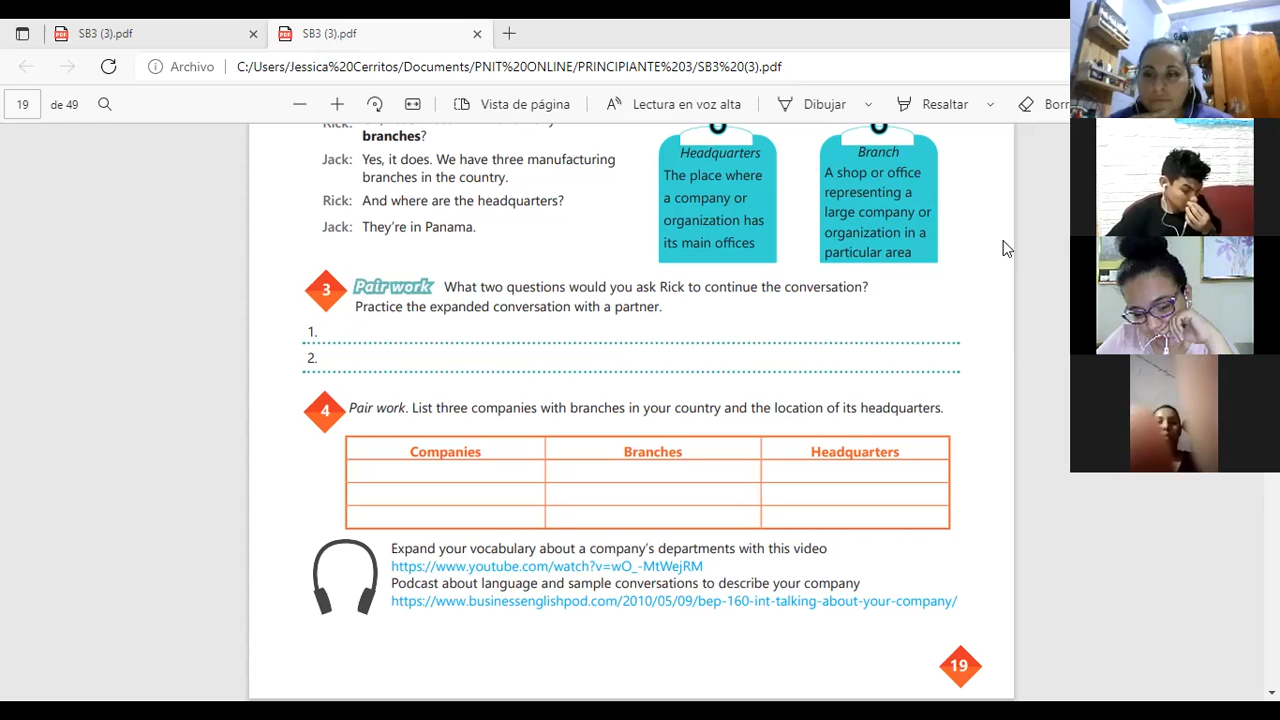 SB3 (3).pdf
SB3 (3).pdf
Archivo C:/Users/Jessica%20Cerritos/Documents/PNIT%20ONLINE/PRINCIPIANTE%203/SB3%20(3).pdf
19 de 49 Vista de página Lectura en voz alta Dibujar Resaltar Borr
branches?
Jack: Yes, it does. We have three manufacturing
branches in the country.
Rick: And where are the headquarters?
Jack: They're in Panama.
Headquarters
The place where
a company or
organization has
its main offices
Branch
A shop or office
representing a
large company or
organization in a
particular area
3 Pair work What two questions would you ask Rick to continue the conversation?
Practice the expanded conversation with a partner.
1.
2.
4 Pair work. List three companies with branches in your country and the location of its headquarters.
Companies Branches Headquarters
Expand your vocabulary about a company's departments with this video
https://www.youtube.com/watch?v=wO_-MtWejRM
Podcast about language and sample conversations to describe your company
https://www.businessenglishpod.com/2010/05/09/bep-160-int-talking-about-your-company/
19